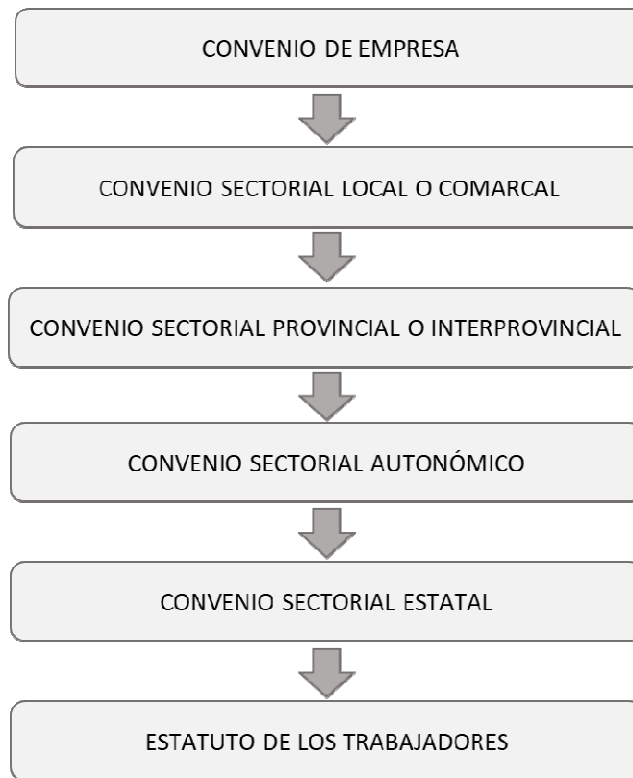 CONVENIO DE EMPRESA
CONVENIO SECTORIAL LOCAL O COMARCAL
CONVENIO SECTORIAL PROVINCIAL O INTERPROVINCIAL
CONVENIO SECTORIAL AUTONÓMICO
CONVENIO SECTORIAL ESTATAL
ESTATUTO DE LOS TRABAJADORES